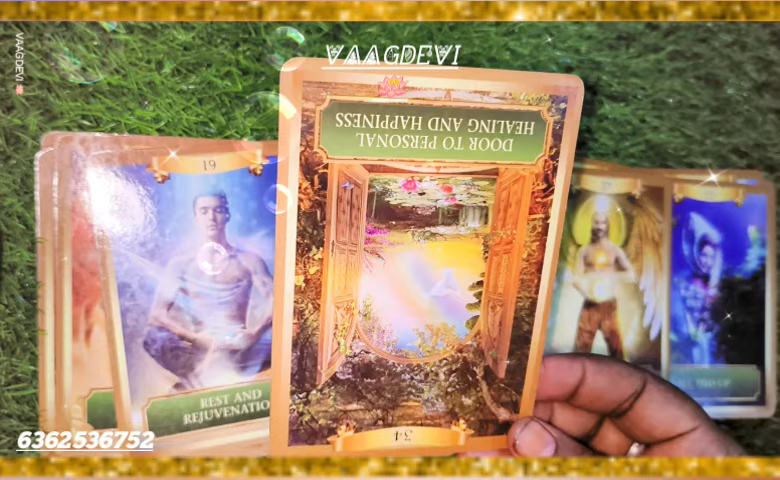 VAAGDEVI
VAAGDEVI
DOOR TO PERSONAL
HEALING AND HAPPINESS
34
19
REST AND
REJUVENATIO
6362536752